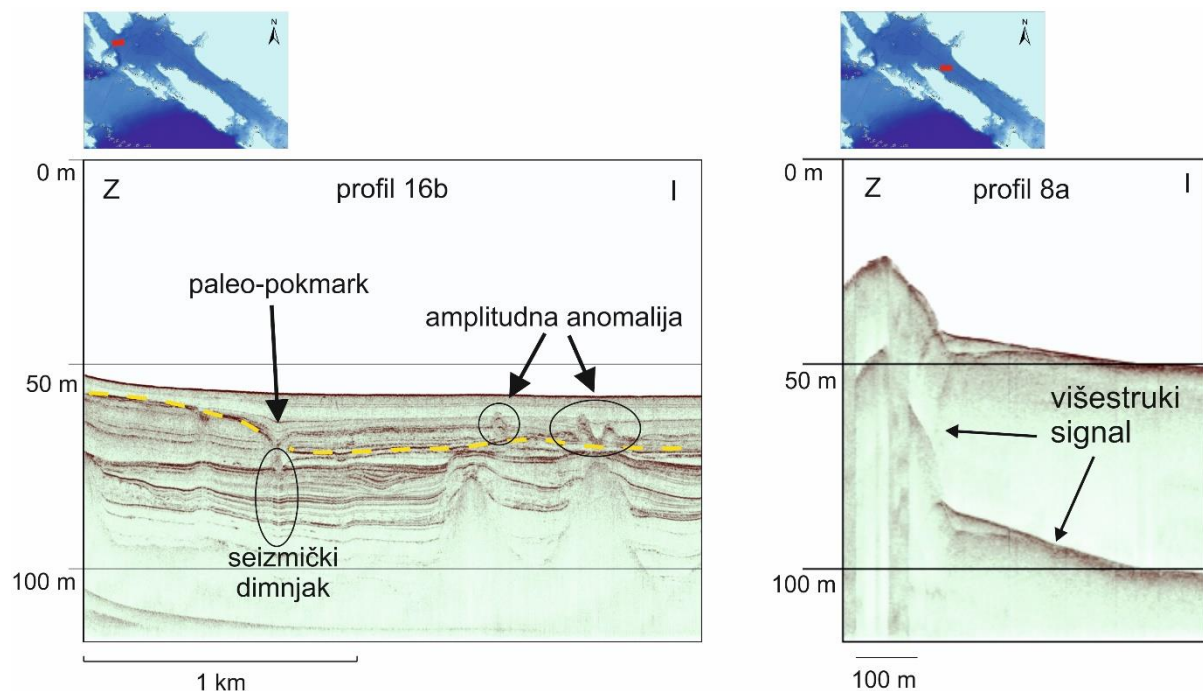 N
N
0 m
Z
profil 16b
I
paleo-pokmark
amplitudna anomalija
50 m
seizmički
dimnjak
100 m
1 km
0 m
Z
profil 8a
I
50 m
višestruki
signal
100 m
100 m